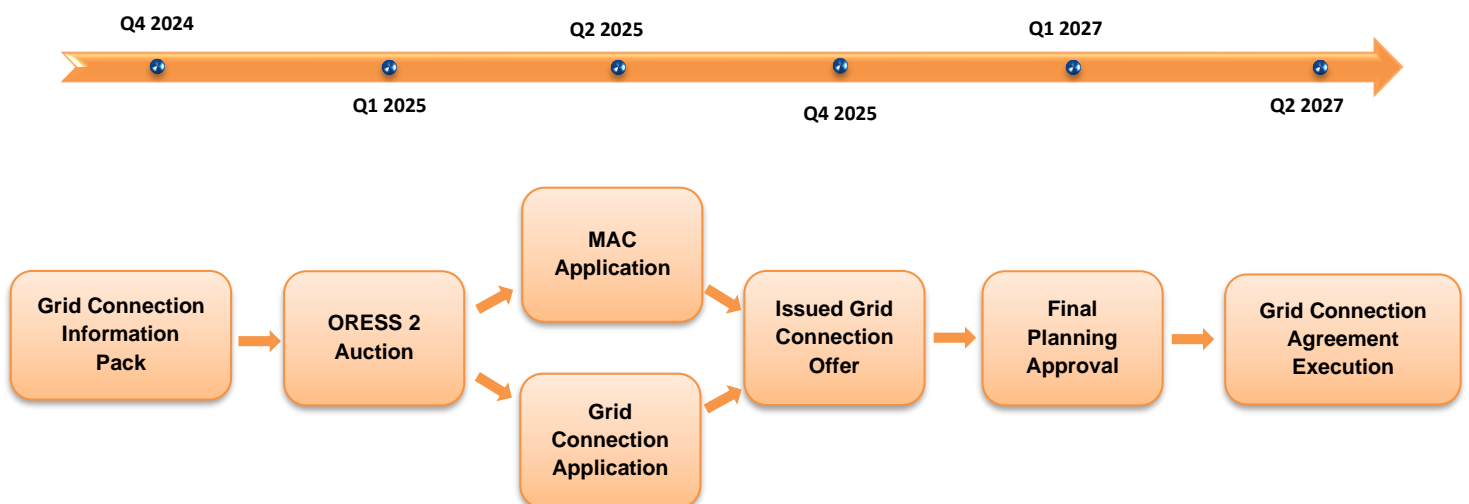 Q4 2024
Q2 2025
Q1 2027
Q1 2025
Q4 2025
Q2 2027
Grid Connection
Information
Pack
ORESS 2
Auction
MAC
Application
Grid
Connection
Application
Issued Grid
Connection
Offer
Final
Planning
Approval
Grid Connection
Agreement
Execution